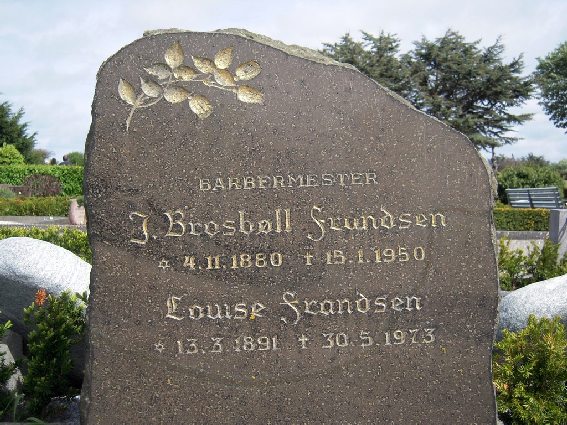 BARBERMESTER
J. Brosbøll Frandsen
* 4.11.1880 † 15.1.1950
Louise Frandsen
* 13.3.1891 † 30.5.1973